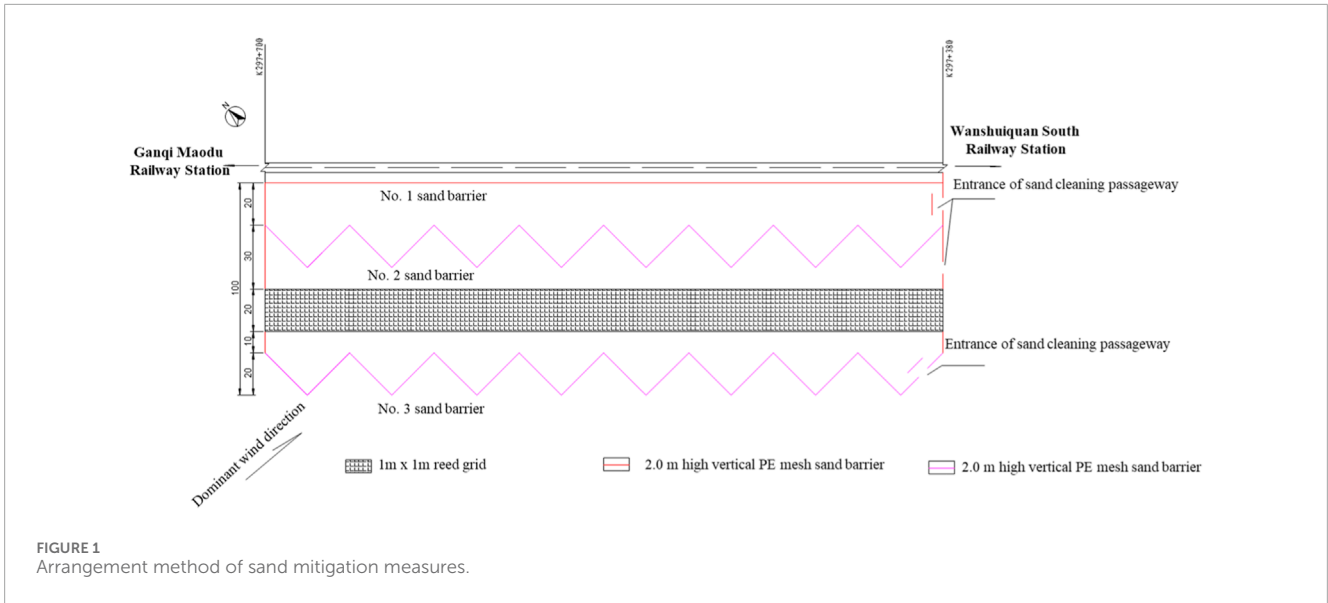 K297+700
K297+380
N
Ganqi Maodu
Railway Station
Wanshuiquan South
Railway Station
No. 1 sand barrier
Entrance of sand cleaning passageway
20
30
No. 2 sand barrier
100
20
10
Entrance of sand cleaning passageway
20
No. 3 sand barrier
Dominant wind direction
1m x 1m reed grid
2.0 m high vertical PE mesh sand barrier
2.0 m high vertical PE mesh sand barrier
FIGURE 1
Arrangement method of sand mitigation measures.